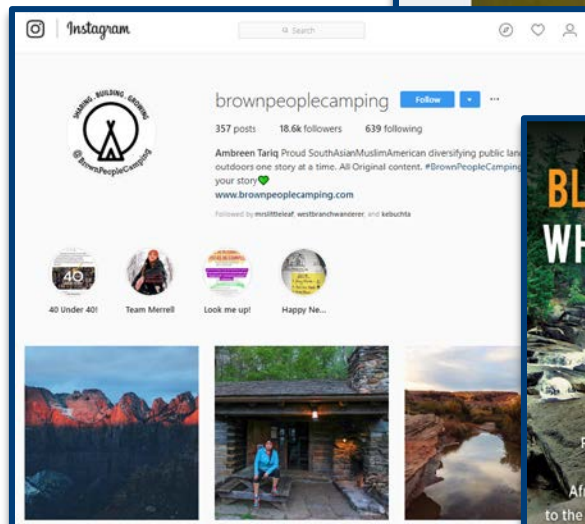 Instagram
Search
SHARING . BUILDING . GROWING
@BrownPeopleCamping
brownpeoplecamping Follow
357 posts 18.6k followers 639 following
Ambreen Tariq Proud SouthAsianMuslimAmerican diversifying public
outdoors one story at a time. All Original content. #BrownPeopleCamping
your story💚
www.brownpeoplecamping.com
Followed by mrslittleleaf, westbranchwanderer, and kebuchta
40
40 Under 40!
Team Merrell
Look me up!
Happy Ne...
BL
WH
to the